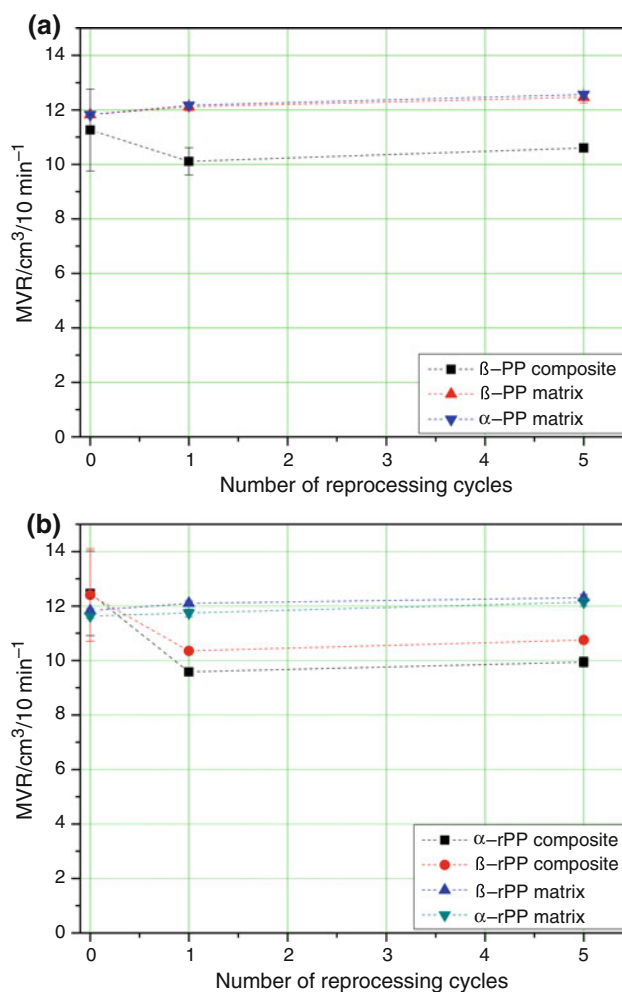 (a)
14
12
10
8
6
4
2
0
MVR/cm³/10 min⁻¹
0 1 2 3 4 5
Number of reprocessing cycles
ß–PP composite
ß–PP matrix
α–PP matrix
(b)
14
12
10
8
6
4
2
0
MVR/cm³/10 min⁻¹
0 1 2 3 4 5
Number of reprocessing cycles
α–rPP composite
ß–rPP composite
ß–rPP matrix
α–rPP matrix